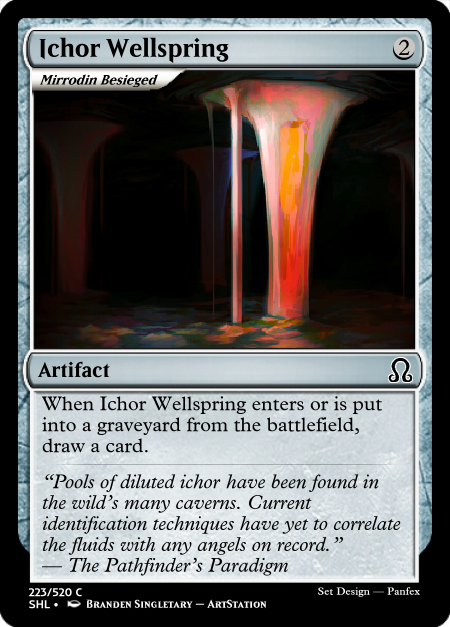 Ichor Wellspring 2
Mirrodin Besieged
Artifact
When Ichor Wellspring enters or is put
into a graveyard from the battlefield,
draw a card.
“Pools of diluted ichor have been found in
the wild’s many caverns. Current
identification techniques have yet to correlate
the fluids with any angels on record.”
— The Pathfinder’s Paradigm
223/520 C
Set Design — Panfex
SHL • Branden Singletary — ArtStation